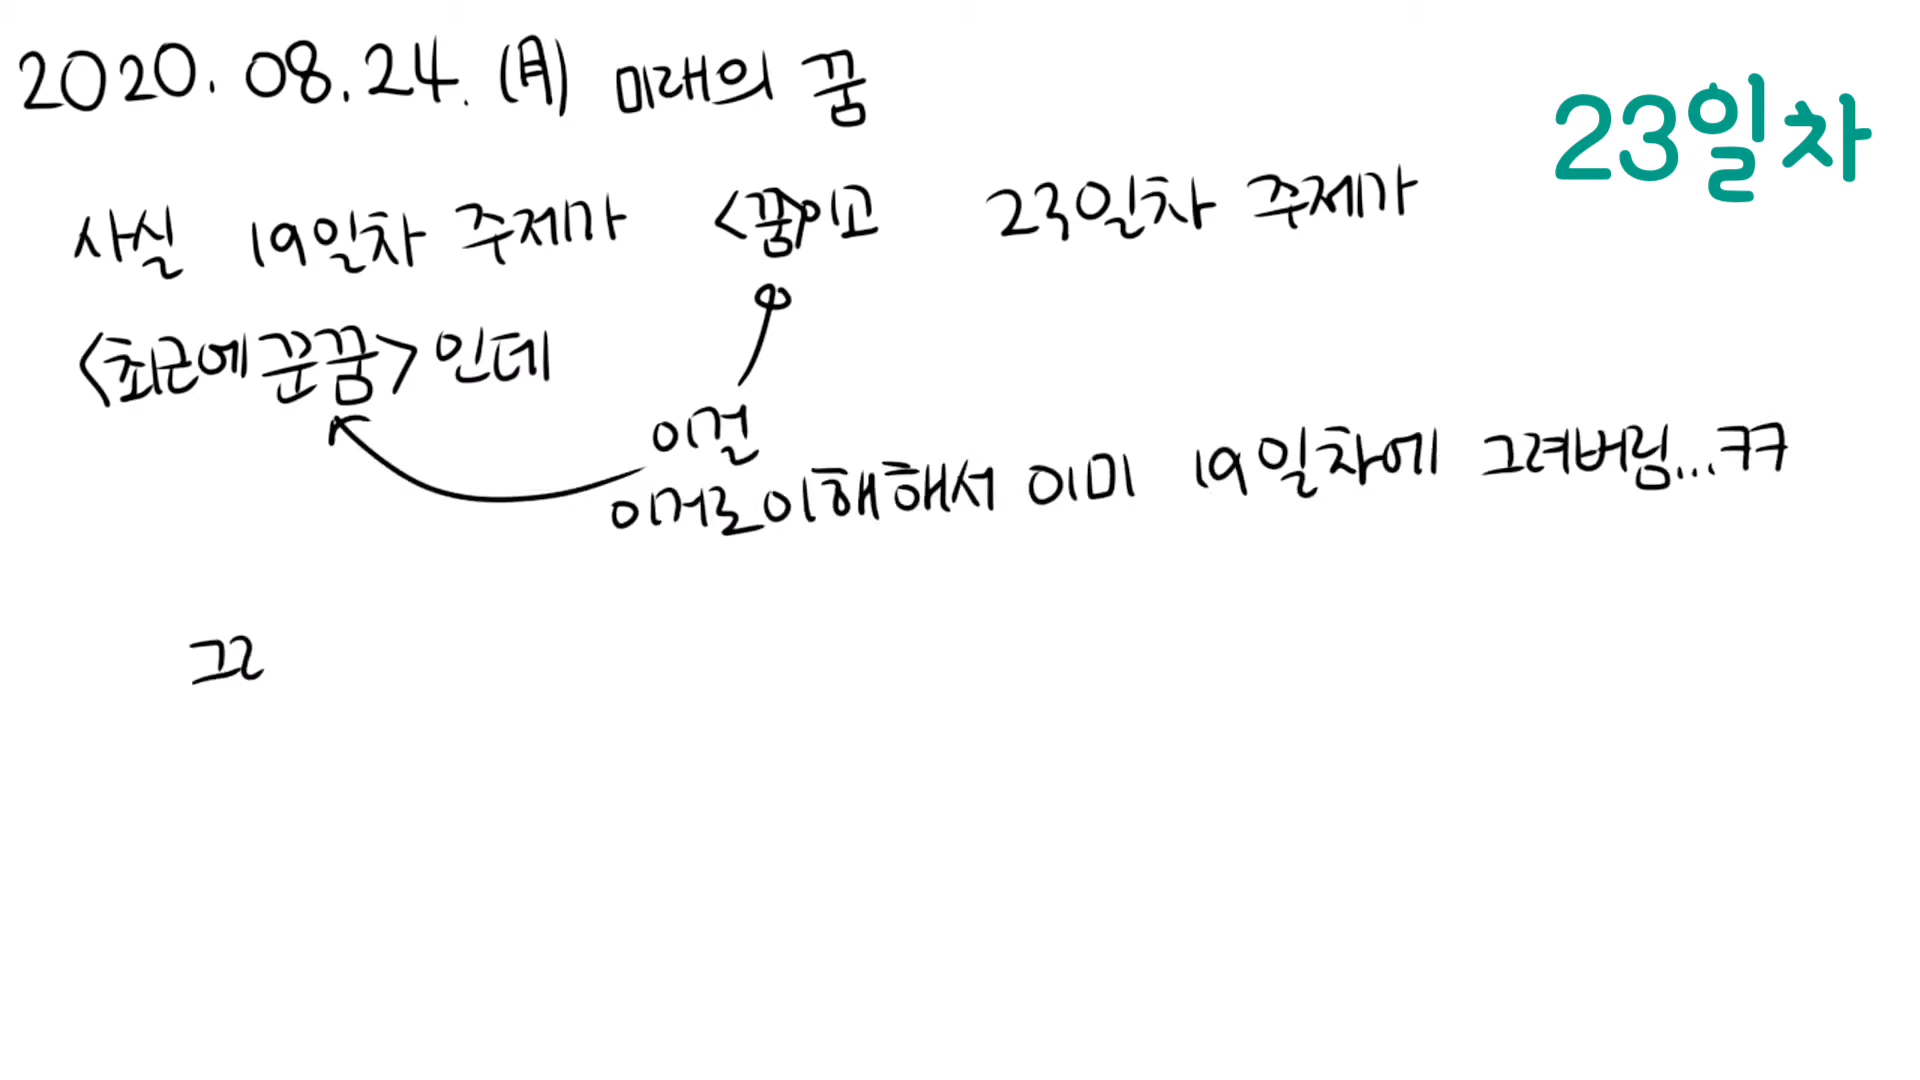 2020. 08. 24. (月) 미래의 꿈
23일차
사실 19일차 주제가 <꿈>이고 23일차 주제가
<최근에 꾼꿈>인데
이걸
이거로이해해서 이미 19일차에 그려버림...ㅋㅋ